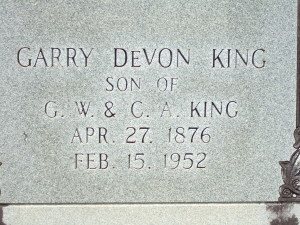 GARRY DEVON KING
SON OF
G. W. & C. A. KING
APR. 27. 1876
FEB. 15. 1952